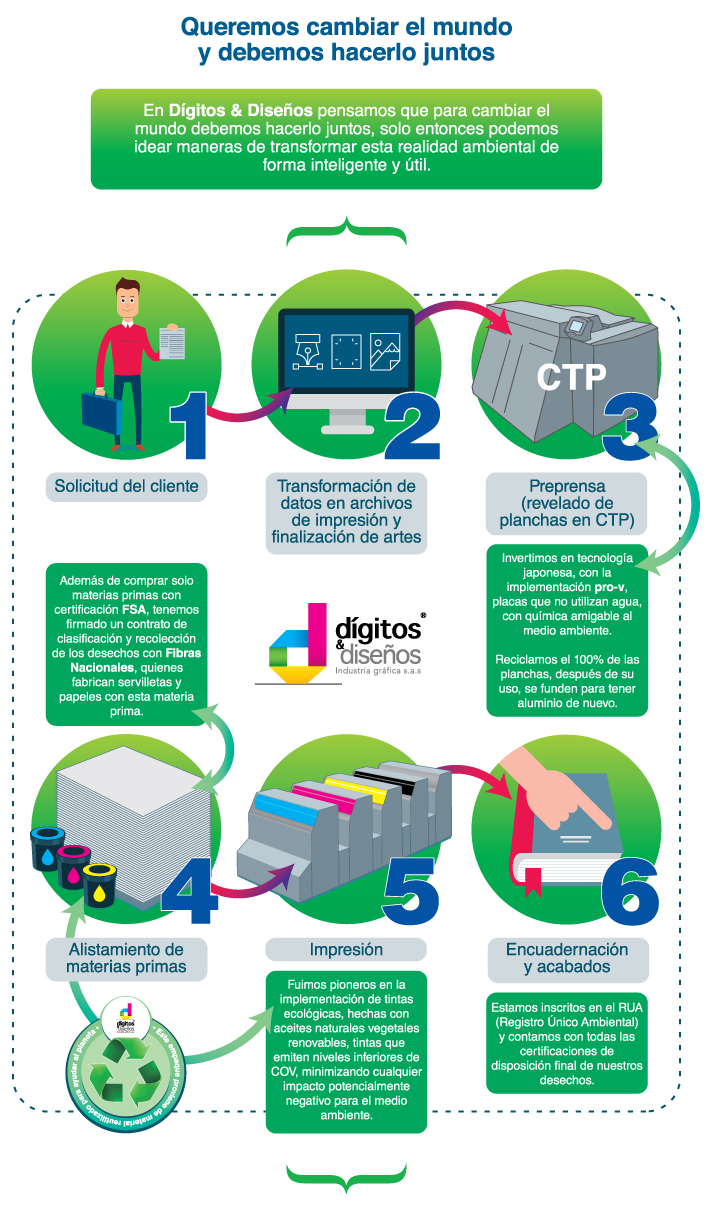 Queremos cambiar el mundo
y debemos hacerlo juntos
En Dígitos & Diseños pensamos que para cambiar el
mundo debemos hacerlo juntos, solo entonces podemos
idear maneras de transformar esta realidad ambiental de
forma inteligente y útil.
1
Solicitud del cliente
2
Transformación de
datos en archivos
de impresión y
finalización de artes
CTP
3
Preprensa
(revelado de
planchas en CTP)
Invertimos en tecnología
japonesa, con la
implementación pro-v,
placas que no utilizan agua,
con química amigable al
medio ambiente.
Reciclamos el 100% de las
planchas, después de su
uso, se funden para tener
aluminio de nuevo.
Además de comprar solo
materias primas con
certificación FSA, tenemos
firmado un contrato de
clasificación y recolección
de los desechos con Fibras
Nacionales, quienes
fabrican servilletas y
papeles con esta materia
prima.
dígitos®
& diseños
Industria gráfica s.a.s
4
Alistamiento de
materias primas
5
Impresión
Fuimos pioneros en la
implementación de tintas
ecológicas, hechas con
aceites naturales vegetales
renovables, tintas que
emiten niveles inferiores de
COV, minimizando cualquier
impacto potencialmente
negativo para el medio
ambiente.
6
Encuadernación
y acabados
Estamos inscritos en el RUA
(Registro Único Ambiental)
y contamos con todas las
certificaciones de
disposición final de nuestros
desechos.
dígitos
& diseños
• Este empaque proviene de material reutilizado para ayudar al planeta •